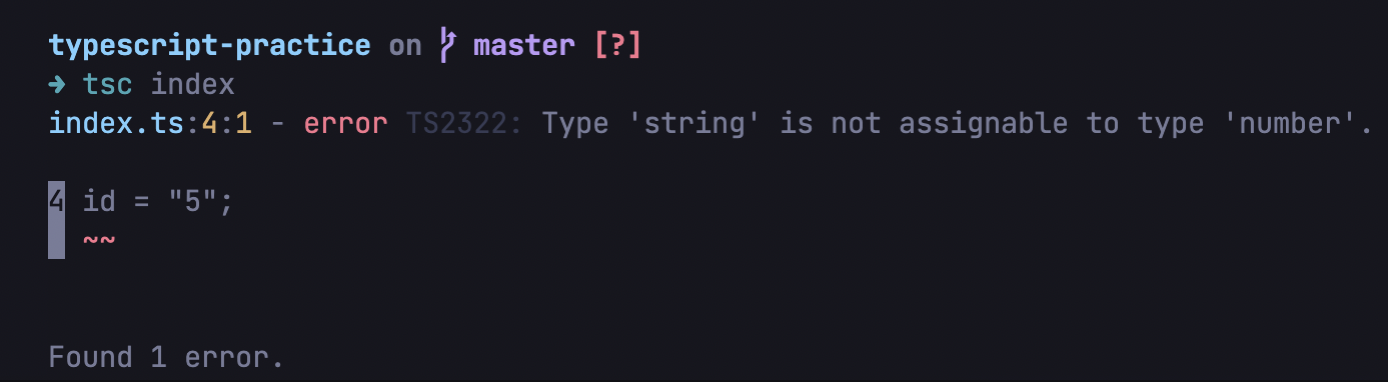 typescript-practice on master [?]
➜ tsc index
index.ts:4:1 - error TS2322: Type 'string' is not assignable to type 'number'.
4 id = "5";
~~
Found 1 error.